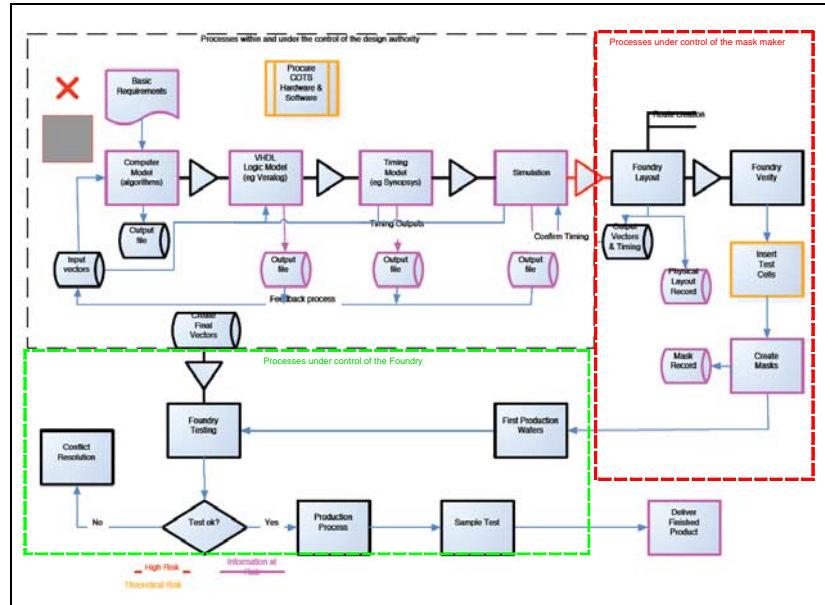 Processes within and under the control of the design authority
Processes under control of the mask maker
Basic
Requirements
Procure
COTS
Hardware &
Software
Route creation
Computer
Model
(algorithms)
VHDL
Logic Model
(eg Veralog)
Timing
Model
(eg Synopsys)
Simulation
Foundry
Layout
Foundry
Verify
Timing Outputs
Confirm Timing
Input
vectors
Output
file
Output
file
Output
file
Output
file
Output
Vectors
& Timing
Insert
Test
Cells
Physical
Layout
Record
Feedback process
Create
Final
Vectors
Processes under control of the Foundry
Mask
Record
Create
Masks
Foundry
Testing
First Production
Wafers
Conflict
Resolution
No
Test ok?
Yes
Production
Process
Sample Test
Deliver
Finished
Product
High Risk
Information at
Risk
Theoretical Risk